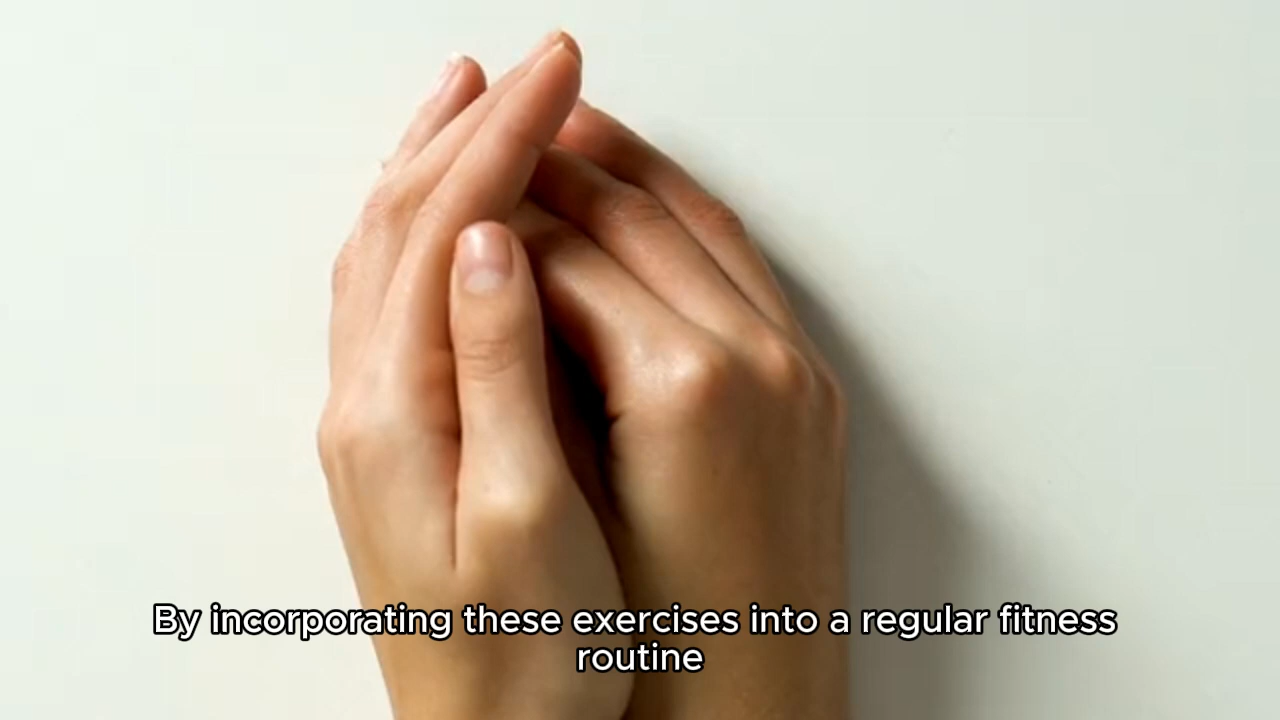 By incorporating these exercises into a regular fitness
routine